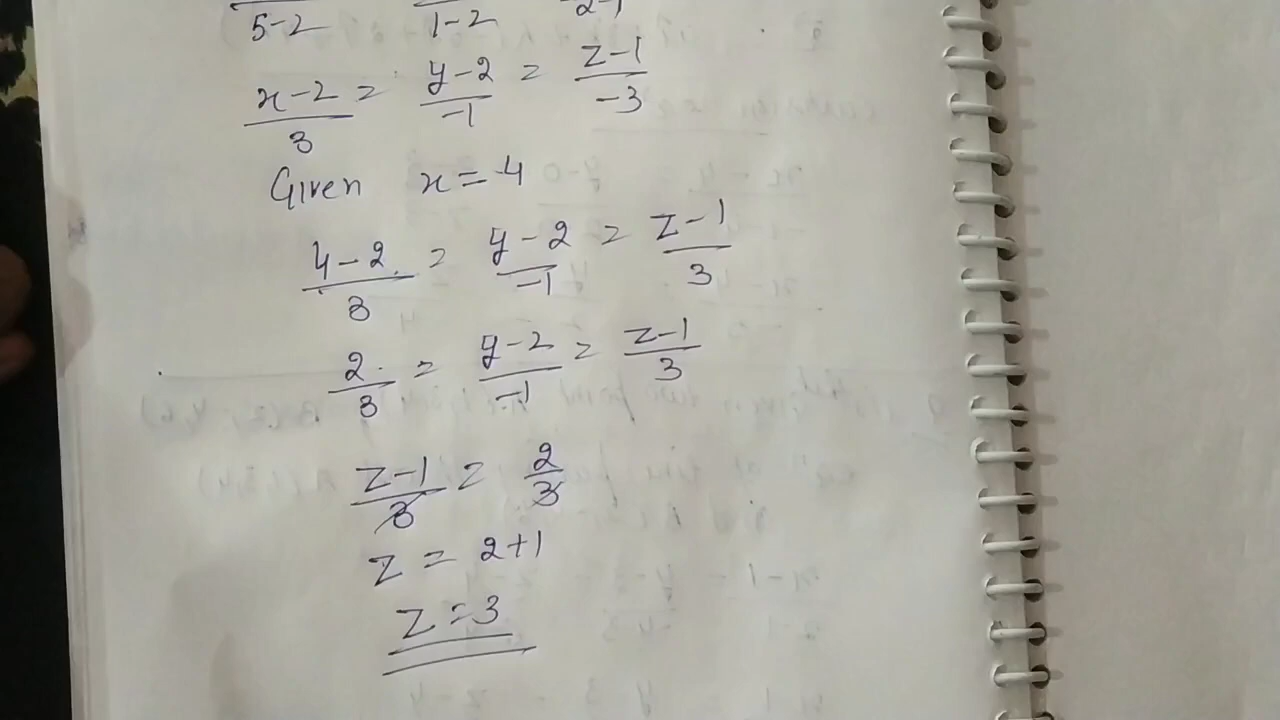 5-2 1-2 -2-1
x-2/3 = y-2/-1 = z-1/-3
Given x=4
4-2/3 = y-2/-1 = z-1/3
2/3 = y-2/-1 = z-1/3
z-1/3 = 2/3
z = 2+1
z=3